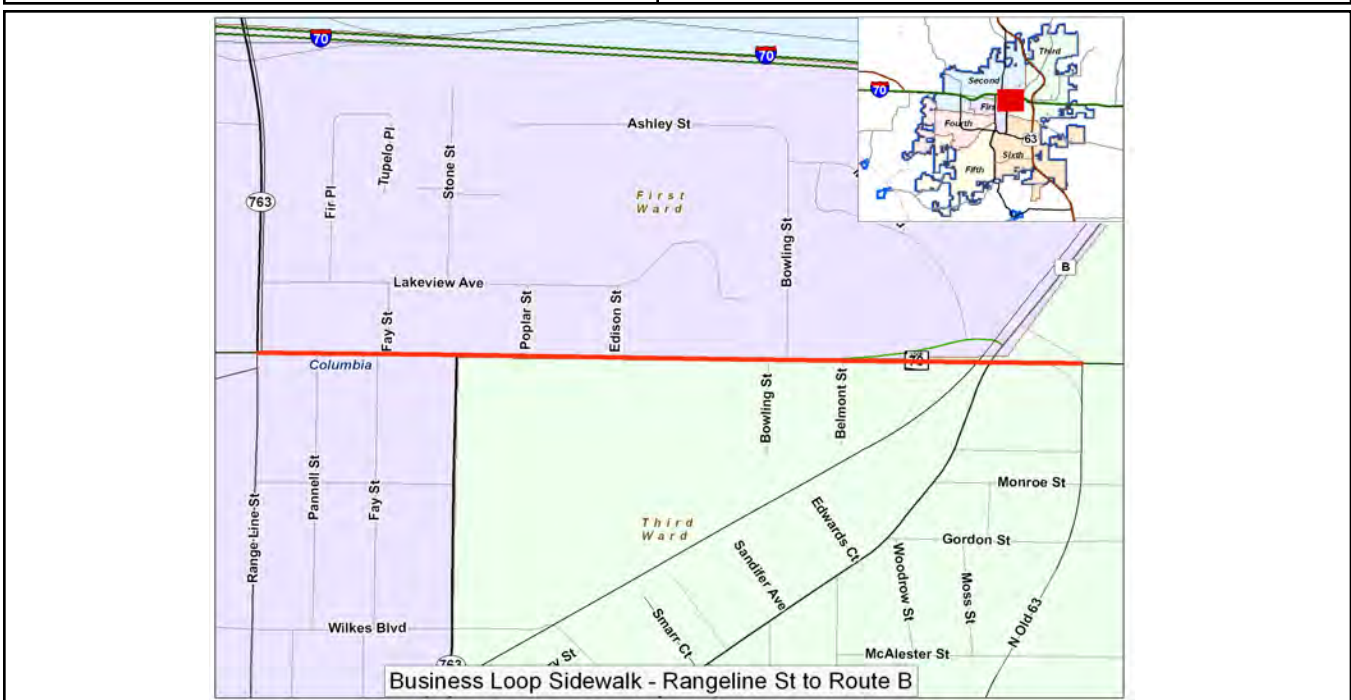 70
70
70
Third
Second
Fourth
63
Sixth
Fifth
Ashley St
Tupelo Pl
Stone St
Fir Pl
First
Ward
763
Bowling St
B
Lakeview Ave
Fay St
Poplar St
Edison St
Columbia
Bowling St
Belmont St
Range Line St
Pannell St
Fay St
Monroe St
Third
Ward
Edwards Ct
Gordon St
Sandifer Ave
Woodrow St
Moss St
N Old 63
Smarr Ct
Wilkes Blvd
McAlester St
763
Business Loop Sidewalk - Rangeline St to Route B